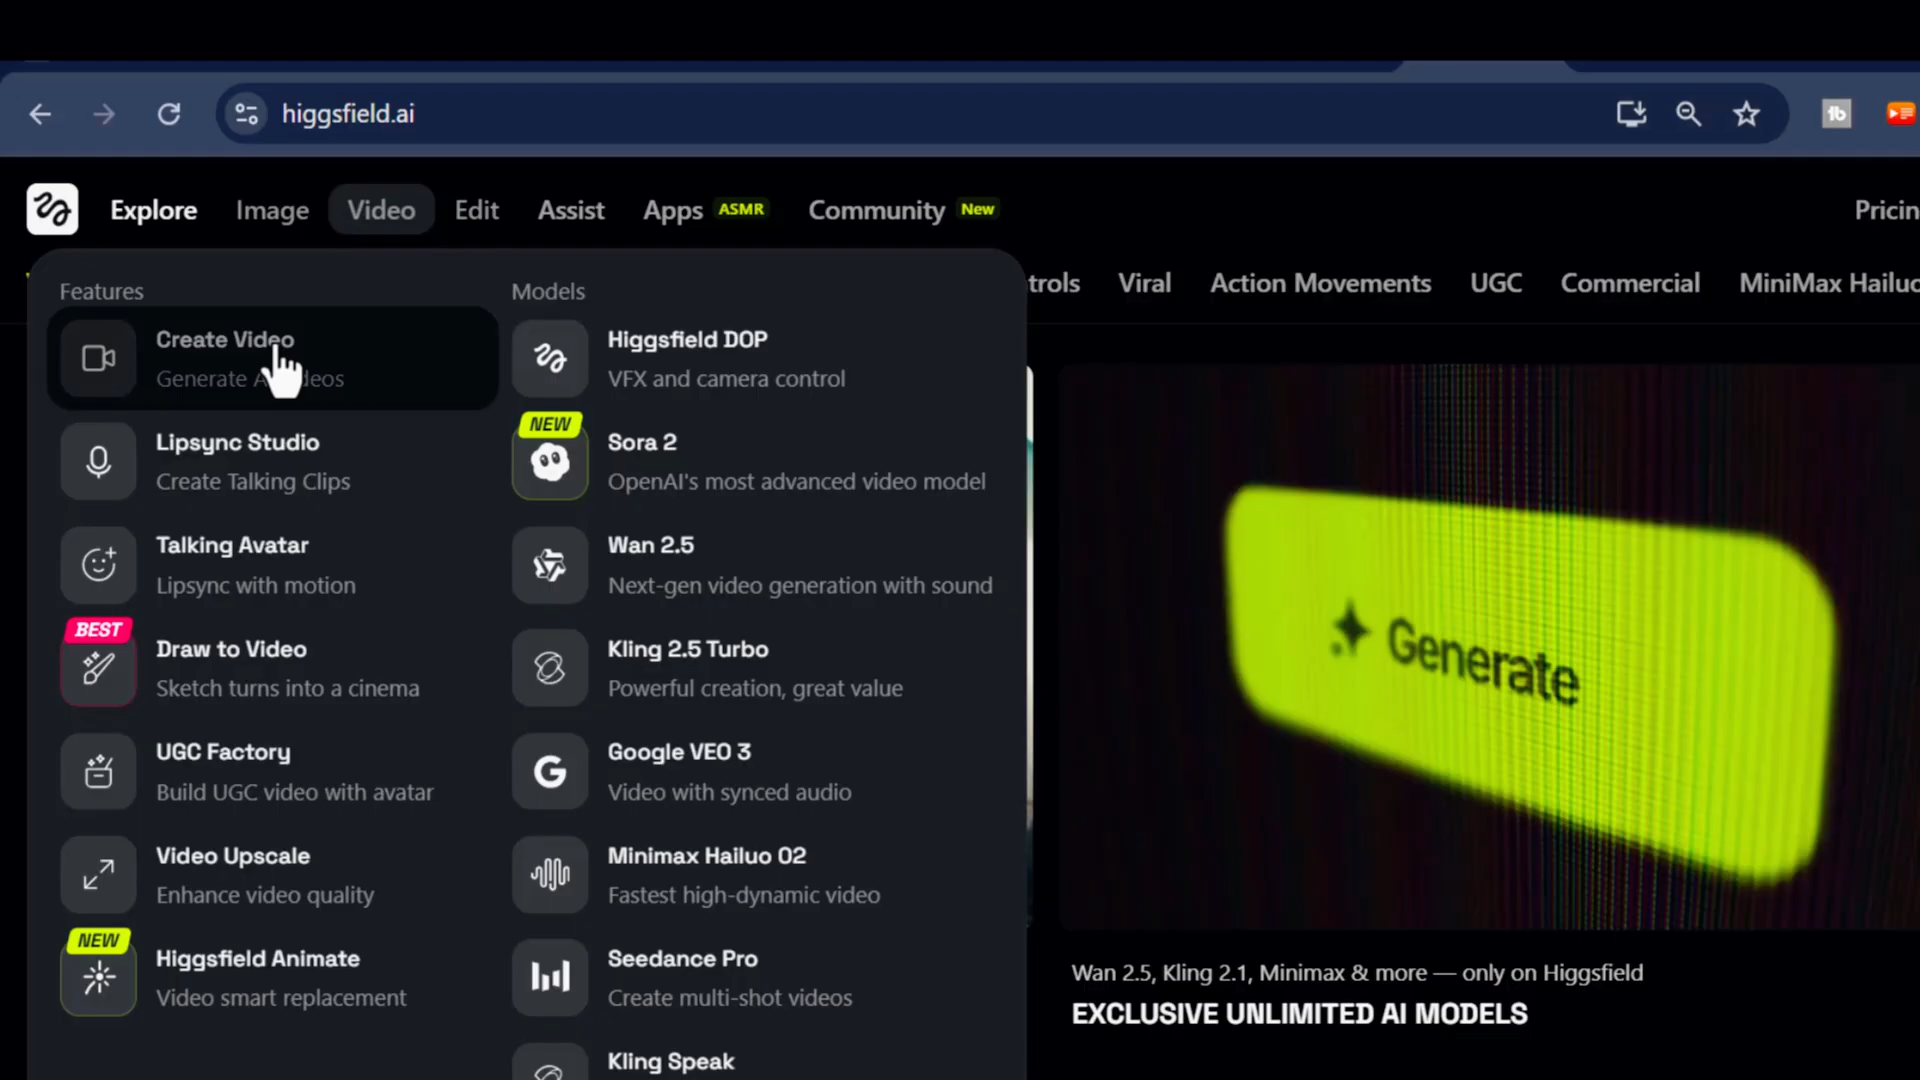 higgsfield.ai
Explore
Image
Video
Edit
Assist
Apps ASMR
Community New
Features
Create Video
Generate
Lipsync Studio
Create Talking Clips
Talking Avatar
Lipsync with motion
BEST
Draw to Video
Sketch turns into a cinema
UGC Factory
Build UGC video with avatar
Video Upscale
Enhance video quality
NEW
Higgsfield Animate
Video smart replacement
Models
Higgsfield DOP
VFX and camera control
NEW
Sora 2
OpenAI's most advanced video model
Wan 2.5
Next-gen video generation with sound
Kling 2.5 Turbo
Powerful creation, great value
Google VEO 3
Video with synced audio
Minimax Hailuo 02
Fastest high-dynamic video
Seedance Pro
Create multi-shot videos
Kling Speak
Viral
Action Movements
UGC
Commercial
MiniMax
Generate
Wan 2.5, Kling 2.1, Minimax & more — only on Higgsfield
EXCLUSIVE UNLIMITED AI MODELS